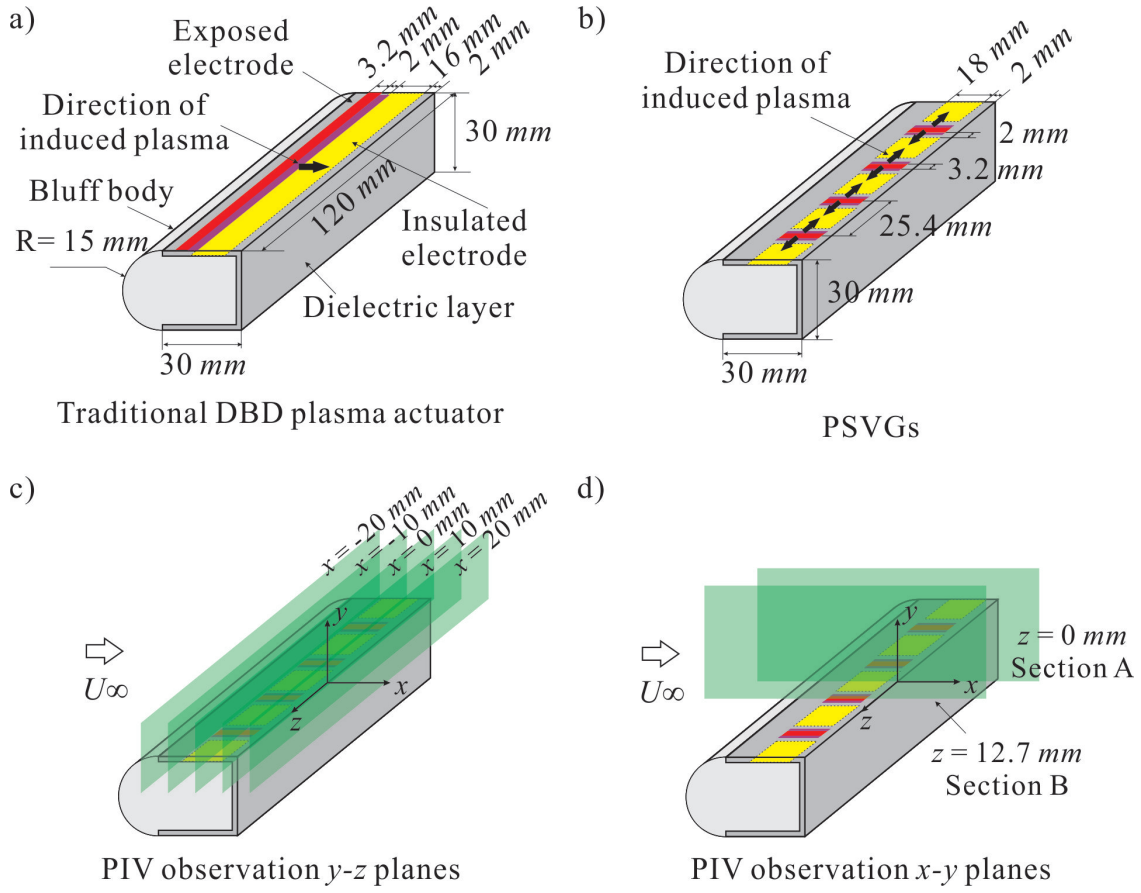 a)
Exposed
electrode
Direction of
induced plasma
Bluff body
R= 15 mm
3.2 mm
2 mm
16 mm
2 mm
30 mm
120 mm
Insulated
electrode
Dielectric layer
30 mm
Traditional DBD plasma actuator
b)
Direction of
induced plasma
18 mm
2 mm
2 mm
3.2 mm
25.4 mm
30 mm
30 mm
PSVGs
c)
x = -20 mm
x = -10 mm
x = 0 mm
x = 10 mm
x = 20 mm
U∞
y
x
z
PIV observation y-z planes
d)
U∞
y
x
z
z = 0 mm
Section A
z = 12.7 mm
Section B
PIV observation x-y planes